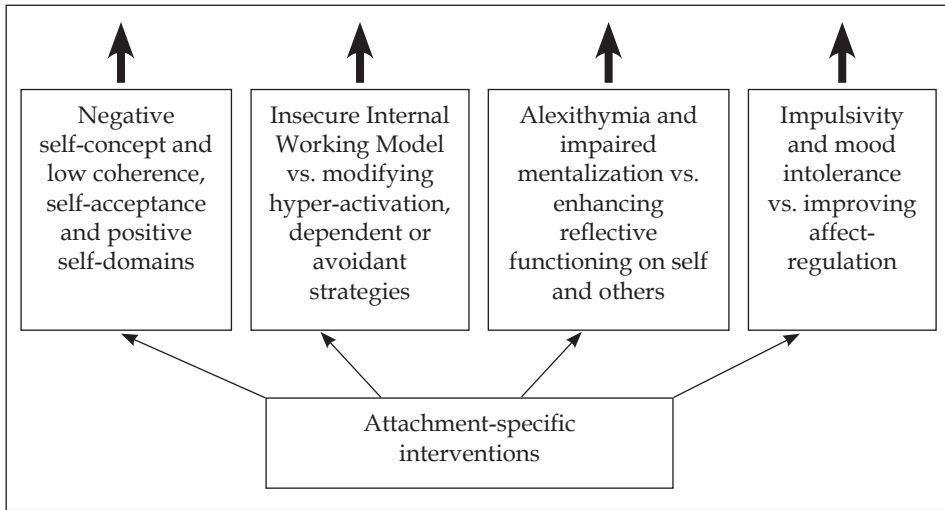 Negative
self-concept and
low coherence,
self-acceptance
and positive
self-domains
Insecure Internal
Working Model
vs. modifying
hyper-activation,
dependent or
avoidant
strategies
Alexithymia and
impaired
mentalization vs.
enhancing
reflective
functioning on self
and others
Impulsivity
and mood
intolerance
vs. improving
affect-
regulation
Attachment-specific
interventions